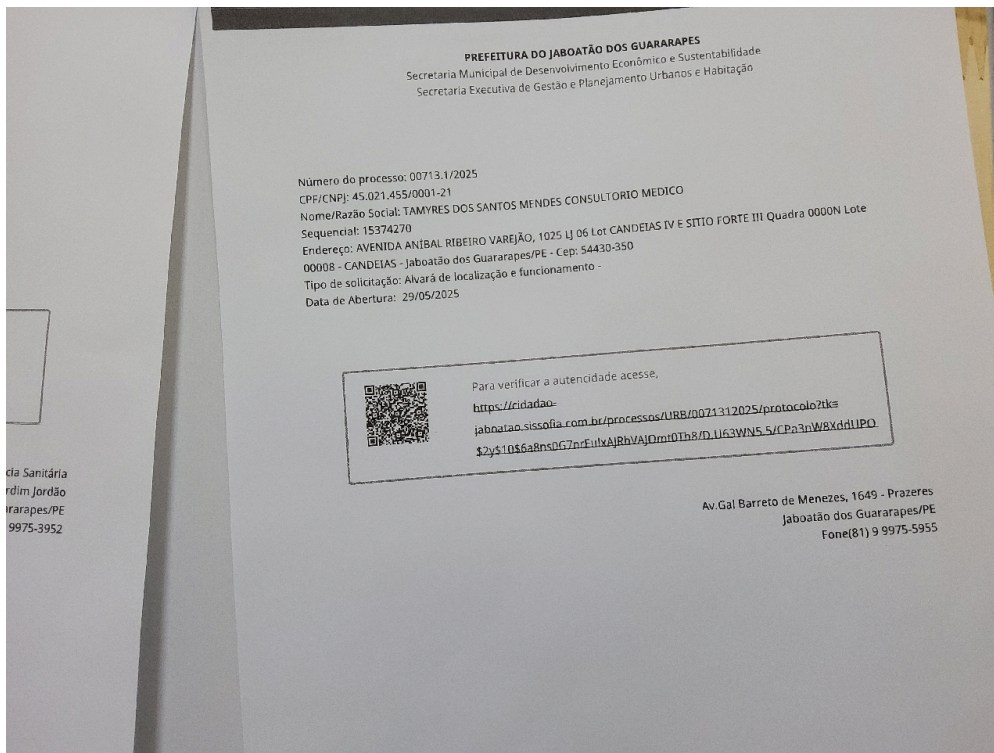 PREFEITURA DO JABOATÃO DOS GUARARAPES
Secretaria Municipal de Desenvolvimento Econômico e Sustentabilidade
Secretaria Executiva de Gestão e Planejamento Urbanos e Habitação
Número do processo: 00713.1/2025
CPF/CNPJ: 45.021.455/0001-21
Nome/Razão Social: TAMYRES DOS SANTOS MENDES CONSULTORIO MEDICO
Sequencial: 15374270
Endereço: AVENIDA ANÍBAL RIBEIRO VAREJÃO, 1025 LJ 06 Lot CANDEIAS IV E SITIO FORTE III Quadra 0000N Lote
00008 - CANDEIAS - Jaboatão dos Guararapes/PE - Cep: 54430-350
Tipo de solicitação: Alvará de localização e funcionamento -
Data de Abertura: 29/05/2025
Para verificar a autencidade acesse,
https://cidadao-
jaboatao.sissofia.com.br/processos/URB/0071312025/protocolo?tk=
Av.Gal Barreto de Menezes, 1649 - Prazeres
Jaboatão dos Guararapes/PE
Fone(81) 9 9975-5955
cia Sanitária
rdim Jordão
ararapes/PE
9975-3952